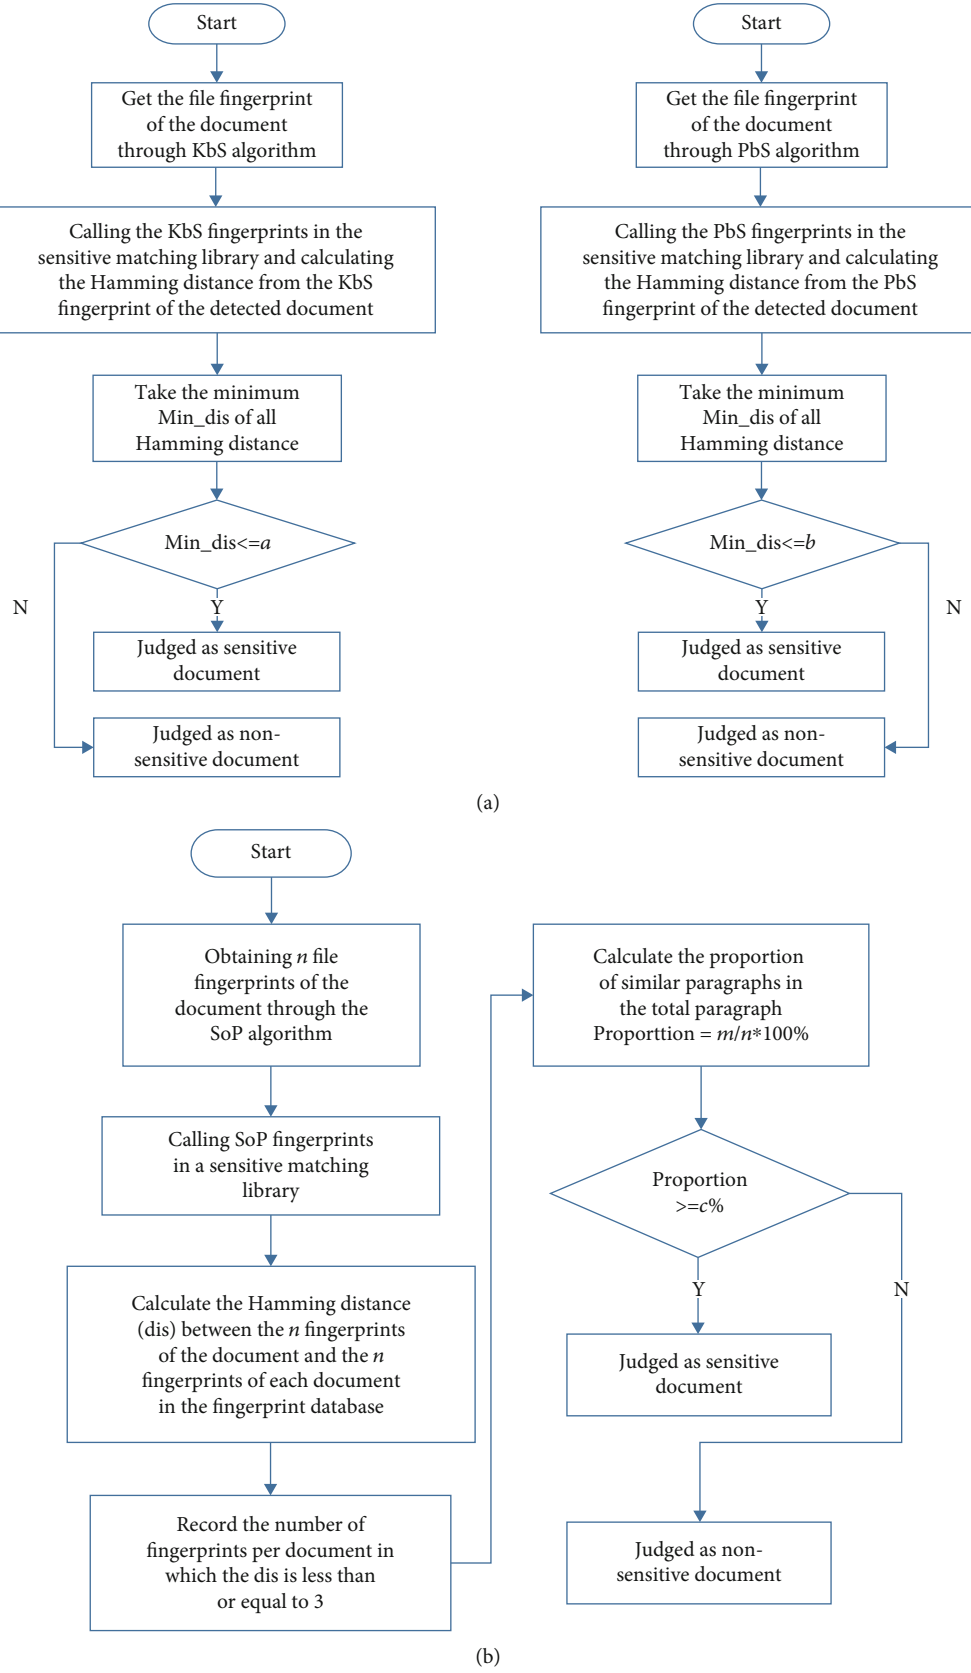 Start
Get the file fingerprint
of the document
through KbS algorithm
Calling the KbS fingerprints in the
sensitive matching library and calculating
the Hamming distance from the KbS
fingerprint of the detected document
Take the minimum
Min_dis of all
Hamming distance
Min_dis<=a
N
Y
Judged as sensitive
document
Judged as non-
sensitive document
Start
Get the file fingerprint
of the document
through PbS algorithm
Calling the PbS fingerprints in the
sensitive matching library and calculating
the Hamming distance from the PbS
fingerprint of the detected document
Take the minimum
Min_dis of all
Hamming distance
Min_dis<=b
Y
N
Judged as sensitive
document
Judged as non-
sensitive document
(a)
Start
Obtaining n file
fingerprints of the
document through the
SoP algorithm
Calling SoP fingerprints
in a sensitive matching
library
Calculate the Hamming distance
(dis) between the n fingerprints
of the document and the n
fingerprints of each document
in the fingerprint database
Record the number of
fingerprints per document in
which the dis is less than
or equal to 3
Calculate the proportion
of similar paragraphs in
the total paragraph
Proporttion = m/n*100%
Proportion
>=c%
Y
N
Judged as sensitive
document
Judged as non-
sensitive document
(b)